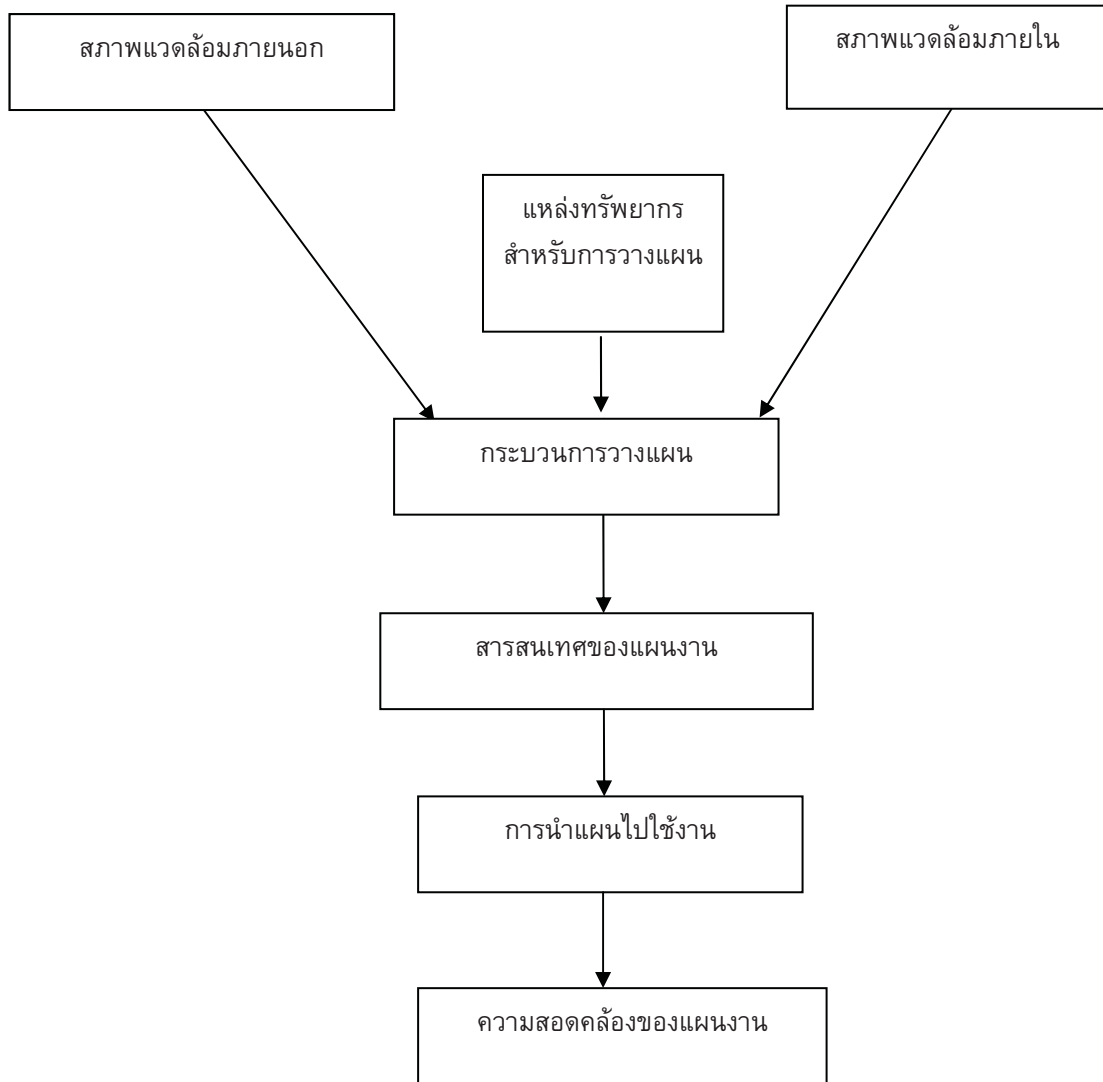 สภาพแวดล้อมภายนอก
สภาพแวดล้อมภายใน
แหล่งทรัพยากร
สำหรับการวางแผน
กระบวนการวางแผน
สารสนเทศของแผนงาน
การนำแผนไปใช้งาน
ความสอดคล้องของแผนงาน